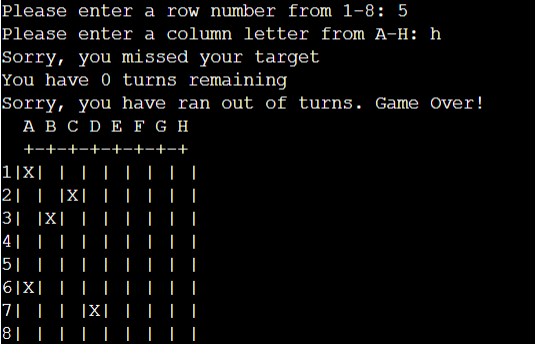 Please enter a row number from 1-8: 5
Please enter a column letter from A-H: h
Sorry, you missed your target
You have 0 turns remaining
Sorry, you have ran out of turns. Game Over!
  A B C D E F G H
  +-+-+-+-+-+-+-+
1|X| | | | | | | |
2| | |X| | | | | |
3| |X| | | | | | |
4| | | | | | | | |
5| | | | | | | | |
6|X| | | | | | | |
7| | | |X| | | | |
8| | | | | | | | |